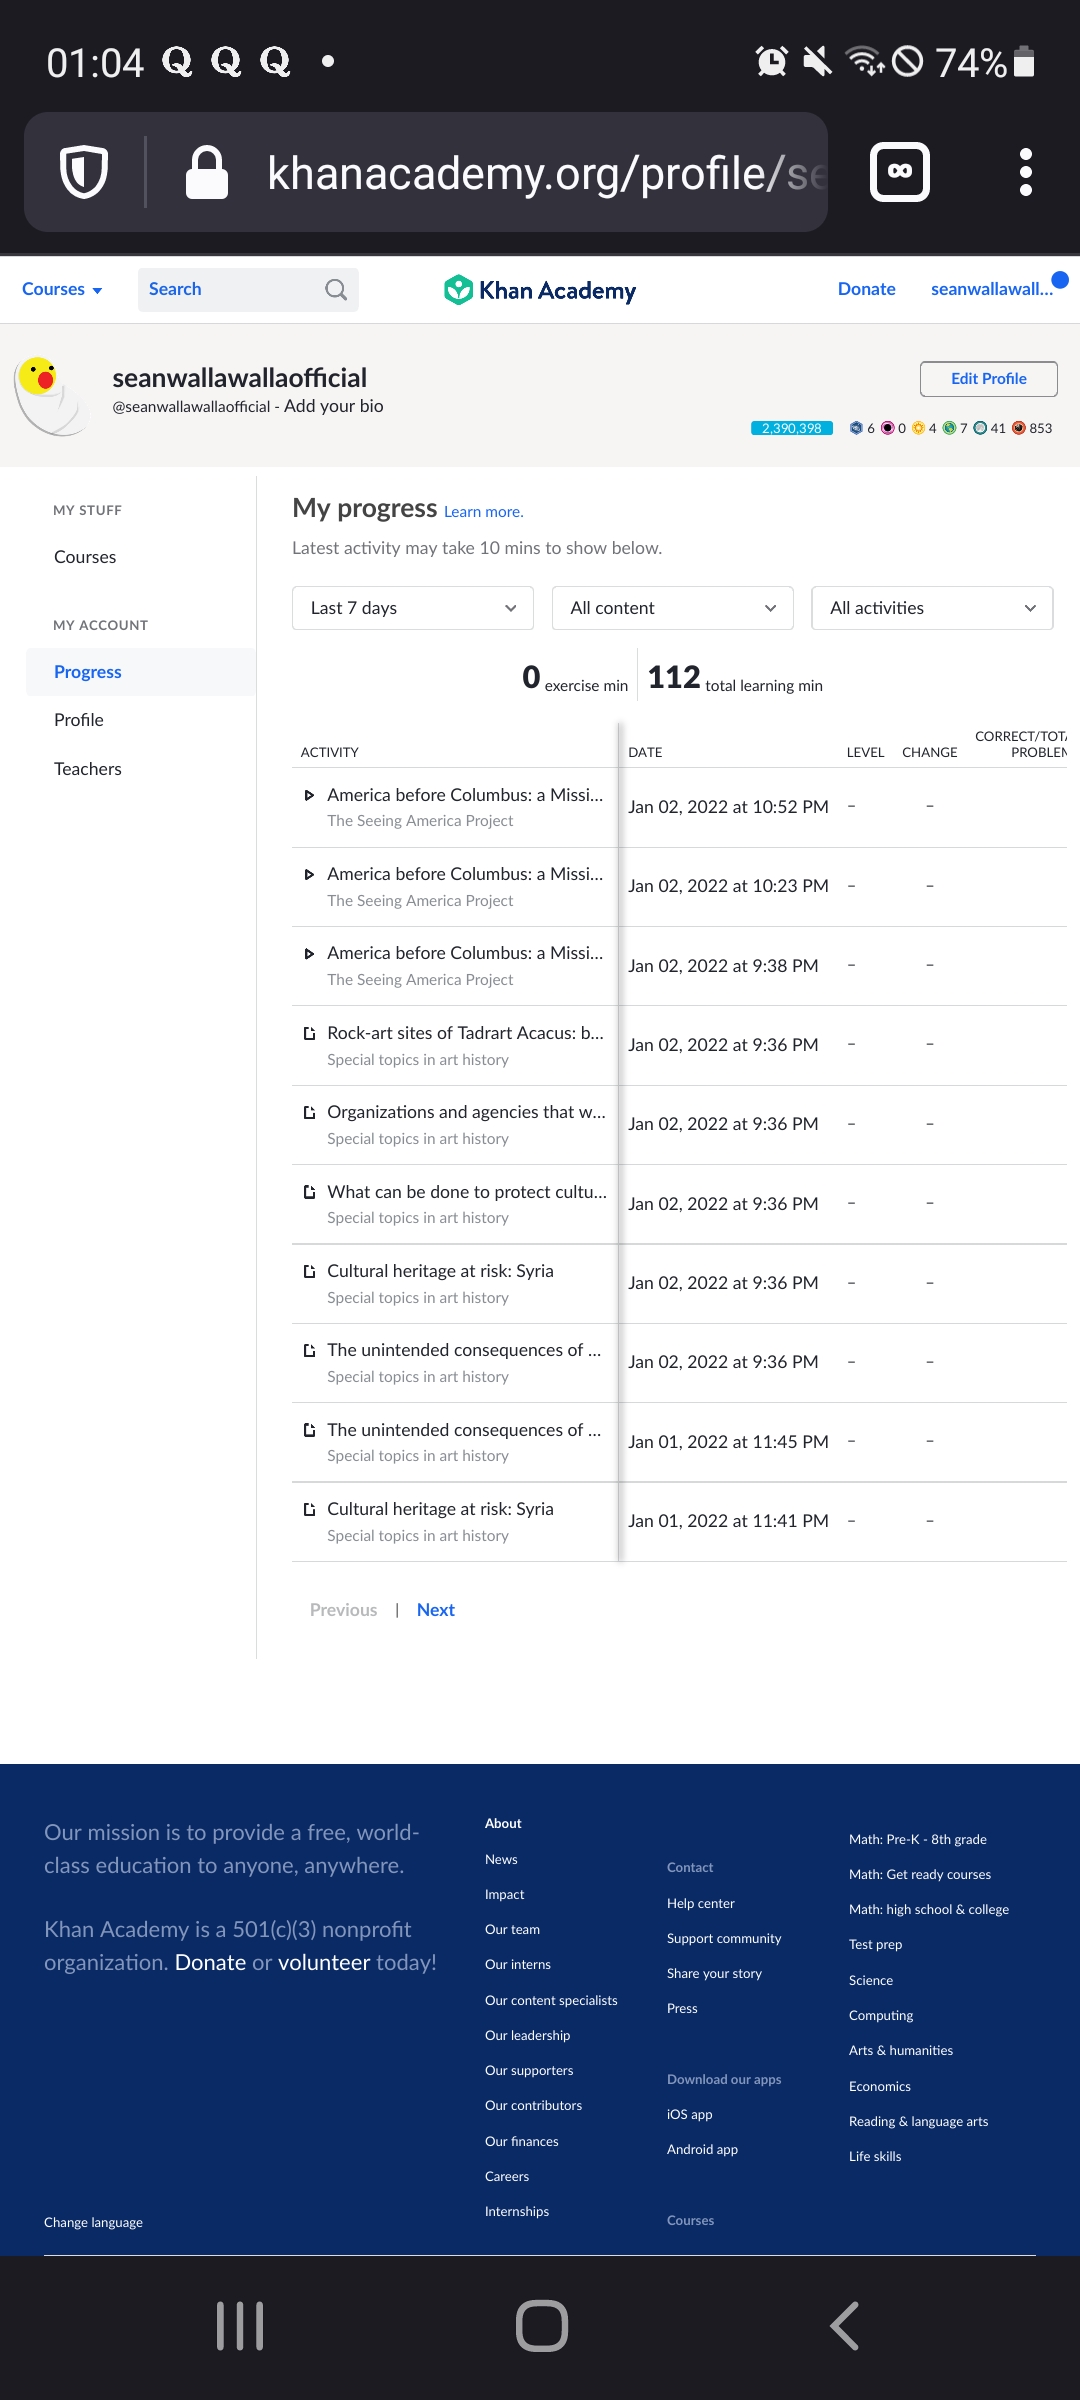 01:04 Q Q Q • 74%
khanacademy.org/profile/se
Courses Search Khan Academy Donate seanwallawall...
seanwallawallaofficial
@seanwallawallaofficial - Add your bio
Edit Profile
2,390,398 6 0 4 7 41 853
MY STUFF
Courses
MY ACCOUNT
Progress
Profile
Teachers
My progress Learn more.
Latest activity may take 10 mins to show below.
Last 7 days All content All activities
0 exercise min 112 total learning min
CORRECT/TOTA
ACTIVITY DATE LEVEL CHANGE PROBLEM
America before Columbus: a Missi...
The Seeing America Project
Jan 02, 2022 at 10:52 PM – –
America before Columbus: a Missi...
The Seeing America Project
Jan 02, 2022 at 10:23 PM – –
America before Columbus: a Missi...
The Seeing America Project
Jan 02, 2022 at 9:38 PM – –
Rock-art sites of Tadrart Acacus: b...
Special topics in art history
Jan 02, 2022 at 9:36 PM – –
Organizations and agencies that w...
Special topics in art history
Jan 02, 2022 at 9:36 PM – –
What can be done to protect cultu...
Special topics in art history
Jan 02, 2022 at 9:36 PM – –
Cultural heritage at risk: Syria
Special topics in art history
Jan 02, 2022 at 9:36 PM – –
The unintended consequences of ...
Special topics in art history
Jan 02, 2022 at 9:36 PM – –
The unintended consequences of ...
Special topics in art history
Jan 01, 2022 at 11:45 PM – –
Cultural heritage at risk: Syria
Special topics in art history
Jan 01, 2022 at 11:41 PM – –
Previous | Next
Our mission is to provide a free, world-
class education to anyone, anywhere.
Khan Academy is a 501(c)(3) nonprofit
organization. Donate or volunteer today!
Change language
About
News
Impact
Our team
Our interns
Our content specialists
Our leadership
Our supporters
Our contributors
Our finances
Careers
Internships
Contact
Help center
Support community
Share your story
Press
Download our apps
iOS app
Android app
Courses
Math: Pre-K - 8th grade
Math: Get ready courses
Math: high school & college
Test prep
Science
Computing
Arts & humanities
Economics
Reading & language arts
Life skills